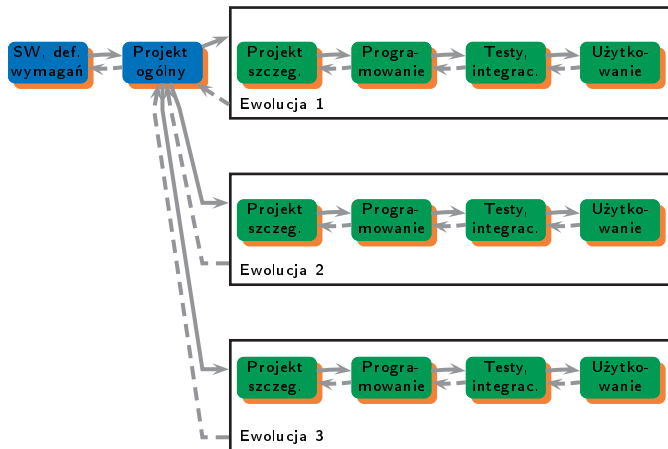 SW, def.
wymagań
Projekt
ogólny
Projekt
szczeg.
Progra-
mowanie
Testy,
integrac.
Użytko-
wanie
Ewolucja 1
Projekt
szczeg.
Progra-
mowanie
Testy,
integrac.
Użytko-
wanie
Ewolucja 2
Projekt
szczeg.
Progra-
mowanie
Testy,
integrac.
Użytko-
wanie
Ewolucja 3